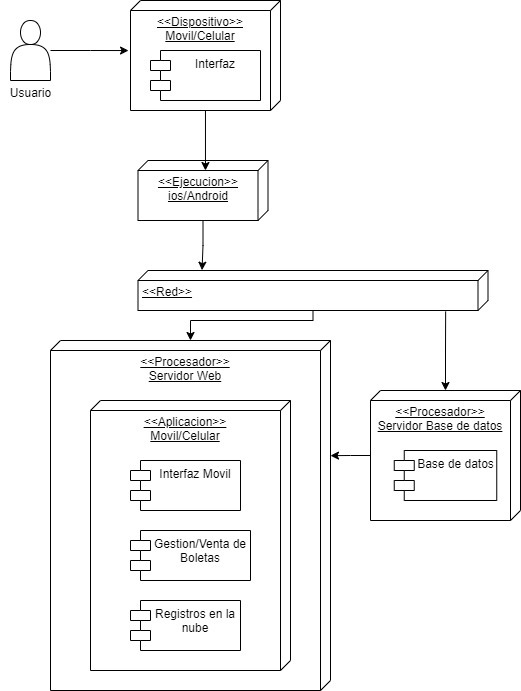 <<Dispositivo>>
Movil/Celular
Interfaz
Usuario
<<Ejecucion>>
ios/Android
<<Red>>
<<Procesador>>
Servidor Web
<<Aplicacion>>
Movil/Celular
Interfaz Movil
Gestion/Venta de
Boletas
Registros en la
nube
<<Procesador>>
Servidor Base de datos
Base de datos